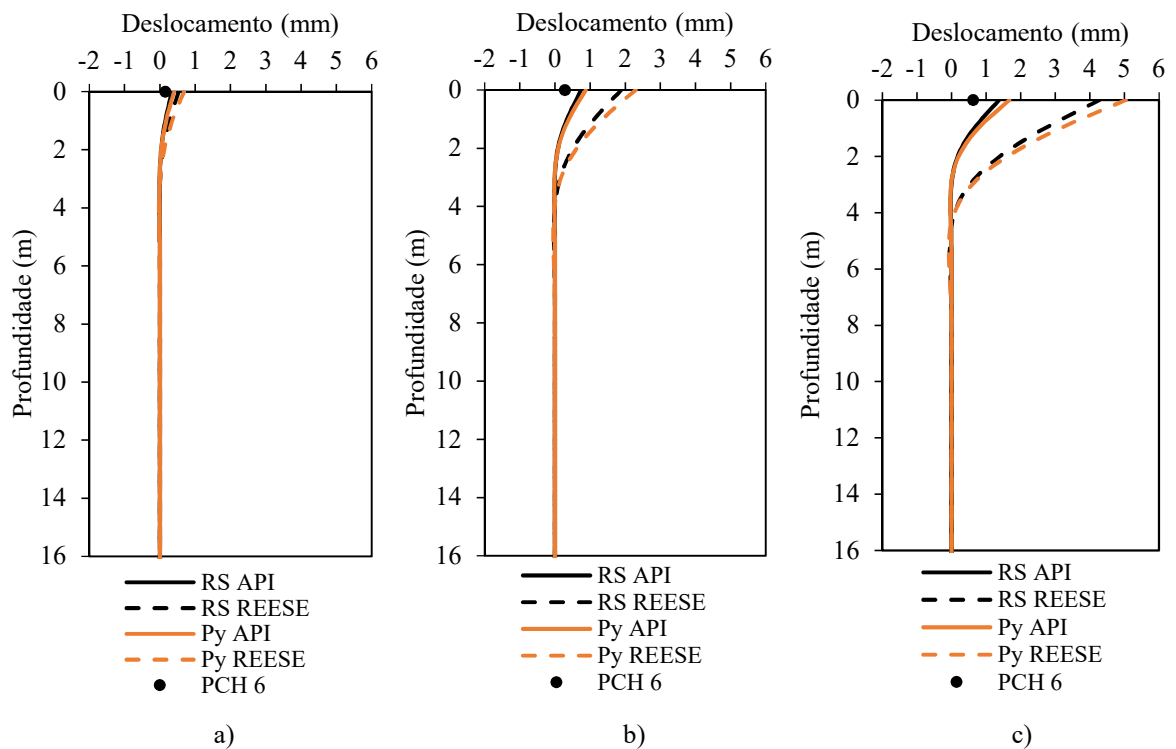 Deslocamento (mm)
-2 -1 0 1 2 3 4 5 6
0
2
4
6
8
10
12
14
16
Profundidade (m)
RS API
RS REESE
Py API
Py REESE
PCH 6
a)
Deslocamento (mm)
-2 -1 0 1 2 3 4 5 6
0
2
4
6
8
10
12
14
16
Profundidade (m)
RS API
RS REESE
Py API
Py REESE
PCH 6
b)
Deslocamento (mm)
-2 -1 0 1 2 3 4 5 6
0
2
4
6
8
10
12
14
16
Profundidade (m)
RS API
RS REESE
Py API
Py REESE
PCH 6
c)